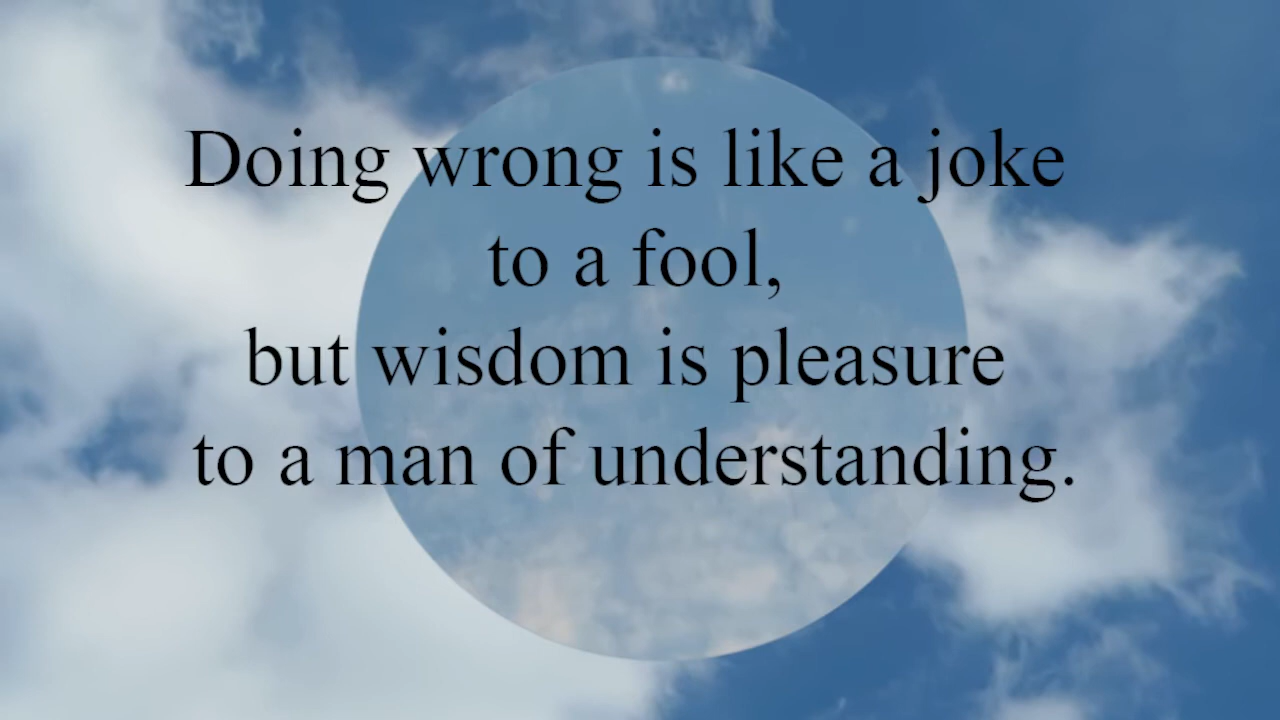 Doing wrong is like a joke
to a fool,
but wisdom is pleasure
to a man of understanding.